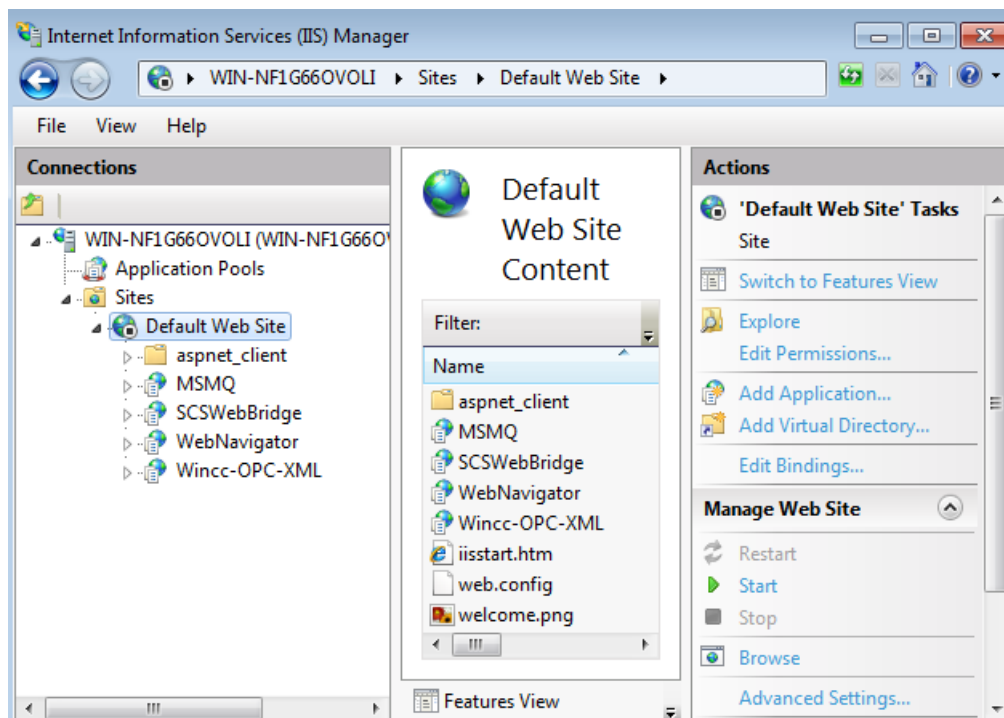 Internet Information Services (IIS) Manager
WIN-NF1G66OVOLI Sites Default Web Site
File View Help
Connections
WIN-NF1G66OVOLI (WIN-NF1G66O
Application Pools
Sites
Default Web Site
aspnet_client
MSMQ
SCSWebBridge
WebNavigator
Wincc-OPC-XML
Default
Web Site
Content
Filter:
Name
aspnet_client
MSMQ
SCSWebBridge
WebNavigator
Wincc-OPC-XML
iisstart.htm
web.config
welcome.png
Features View
Actions
'Default Web Site' Tasks
Site
Switch to Features View
Explore
Edit Permissions...
Add Application...
Add Virtual Directory...
Edit Bindings...
Manage Web Site
Restart
Start
Stop
Browse
Advanced Settings...